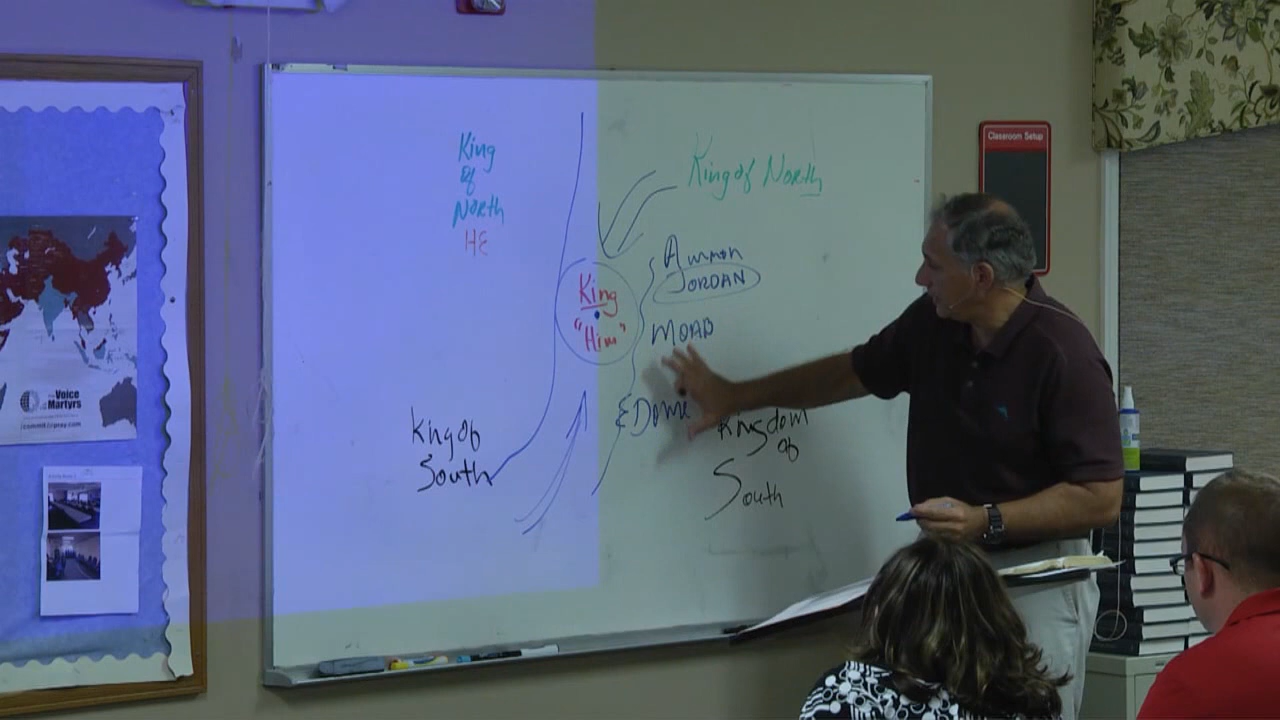 King
of
North
HE
King of North
Ammon
JORDAN
King
"Him"
MOAB
EDOM
King of
South
Kingdom
of
South
Classroom Setup
Voice
Martyrs